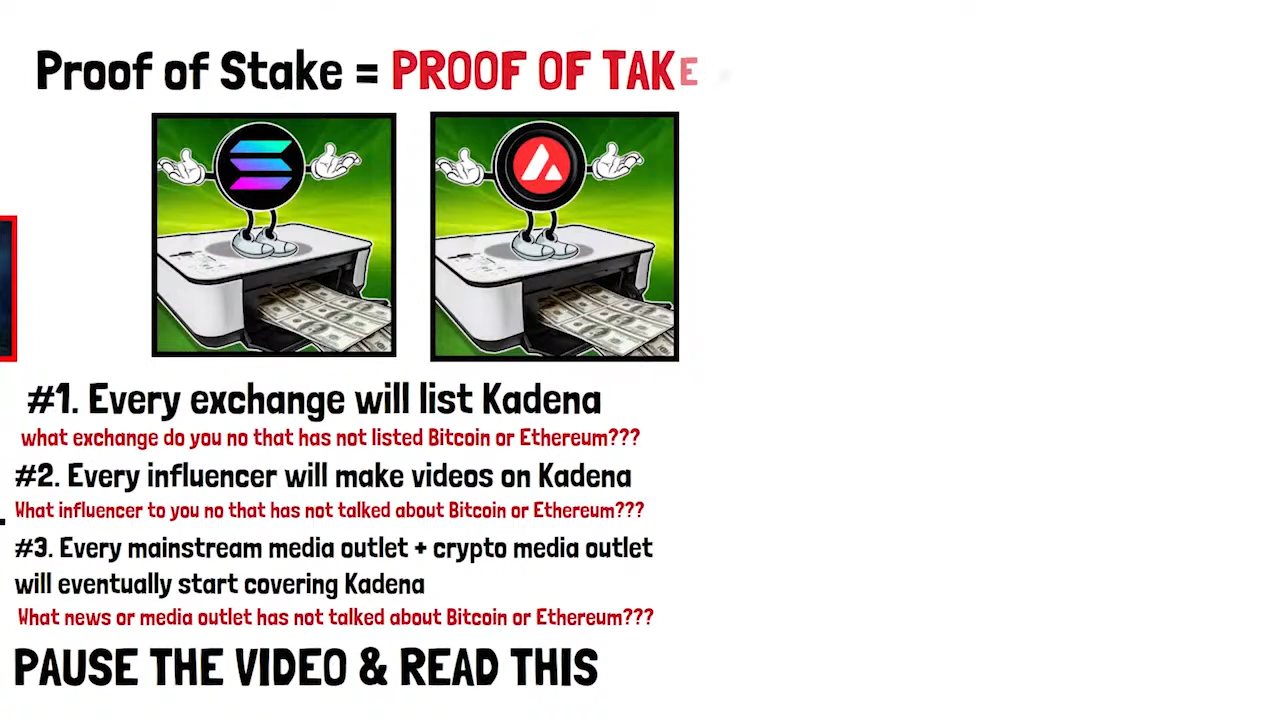 Proof of Stake = PROOF OF TAKE
#1. Every exchange will list Kadena
what exchange do you no that has not listed Bitcoin or Ethereum???
#2. Every influencer will make videos on Kadena
What influencer to you no that has not talked about Bitcoin or Ethereum???
#3. Every mainstream media outlet + crypto media outlet
will eventually start covering Kadena
What news or media outlet has not talked about Bitcoin or Ethereum???
PAUSE THE VIDEO & READ THIS